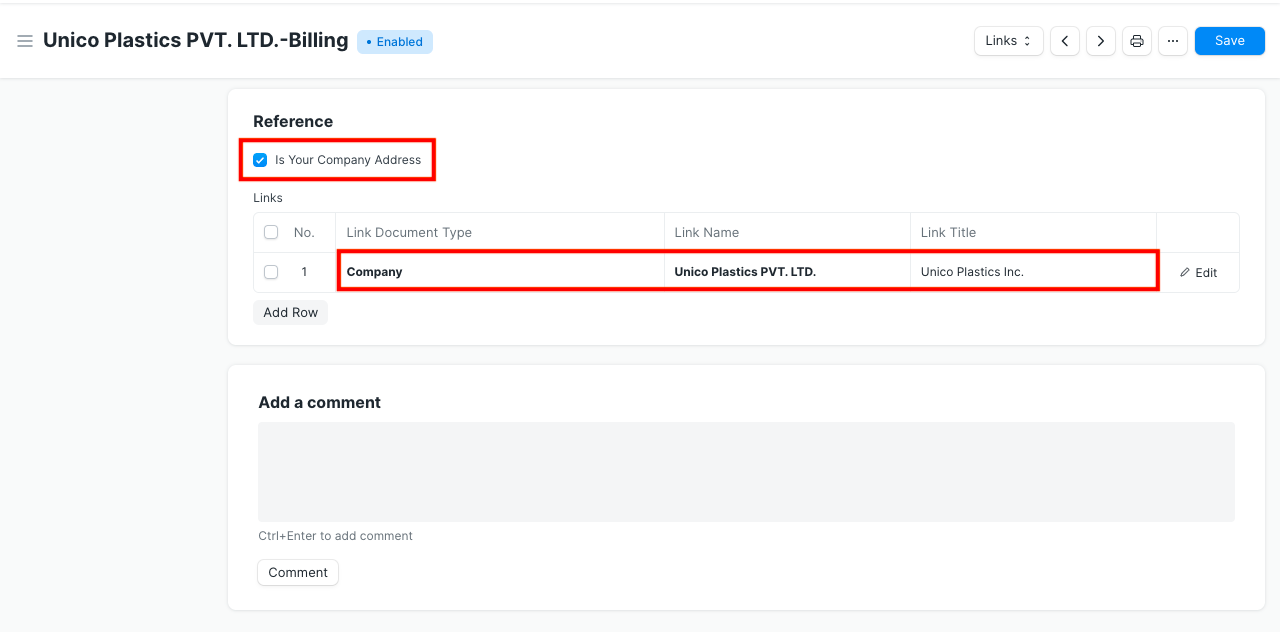 Unico Plastics PVT. LTD.-Billing • Enabled Links ... Save
Reference
Is Your Company Address
Links
No. Link Document Type Link Name Link Title
1 Company Unico Plastics PVT. LTD. Unico Plastics Inc. Edit
Add Row
Add a comment
Ctrl+Enter to add comment
Comment